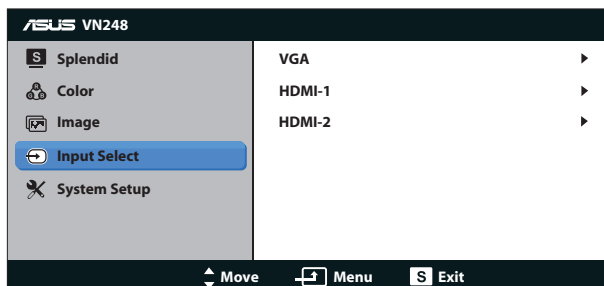 ASUS VN248
S Splendid
Color
Image
Input Select
System Setup
VGA
HDMI-1
HDMI-2
Move Menu S Exit